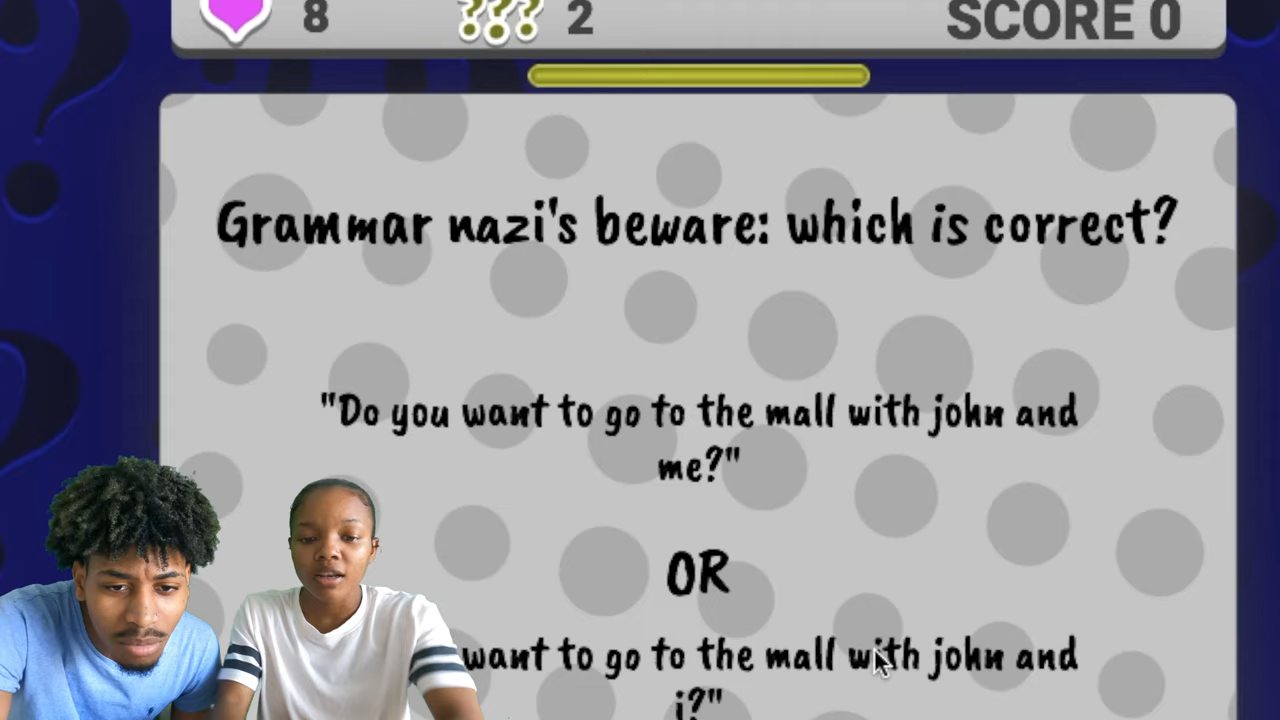 8
???
2
SCORE 0
Grammar nazi's beware: which is correct?
"Do you want to go to the mall with john and
me?"
OR
want to go to the mall with john and
i?"